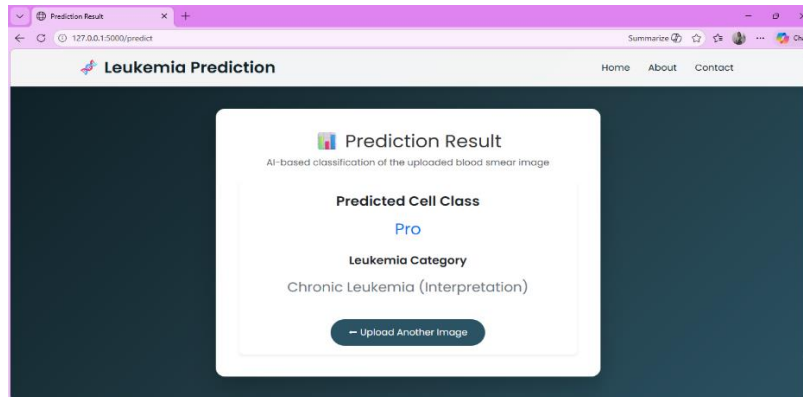 Prediction Result
127.0.0.1:5000/predict
Summarize
Leukemia Prediction
Home About Contact
Prediction Result
AI-based classification of the uploaded blood smear image
Predicted Cell Class
Pro
Leukemia Category
Chronic Leukemia (Interpretation)
Upload Another Image